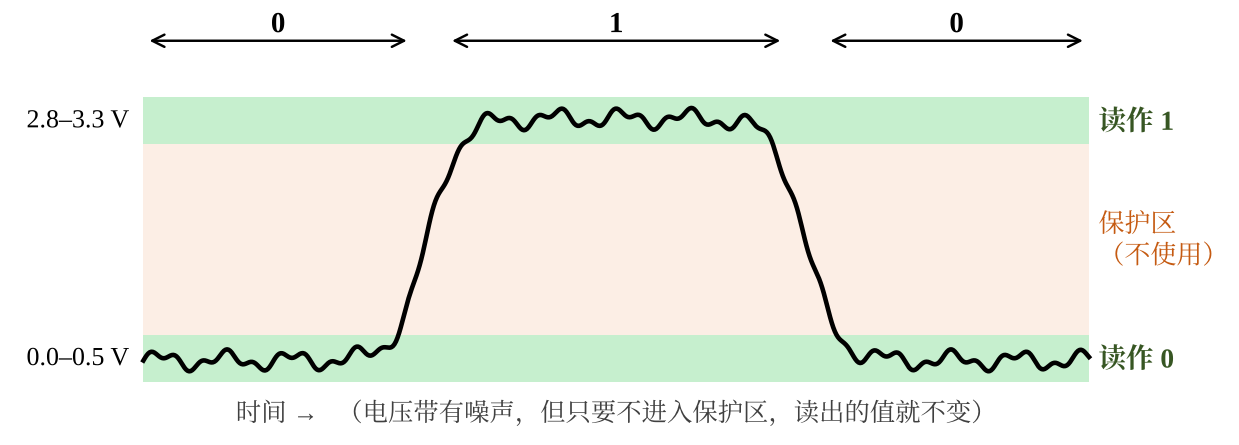 0
1
0
2.8–3.3 V
读作 1
保护区
（不使用）
0.0–0.5 V
读作 0
时间 → （电压带有噪声，但只要不进入保护区，读出的值就不变）